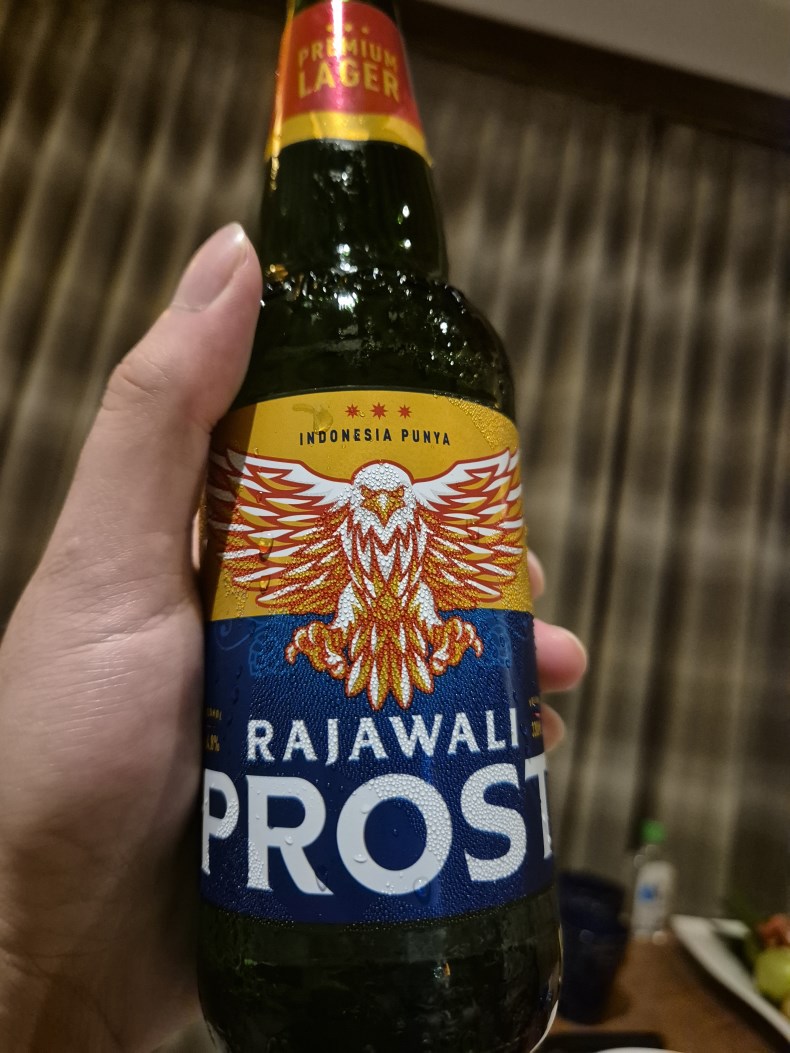 PREMIUM
LAGER
INDONESIA PUNYA
RAJAWALI
PROST